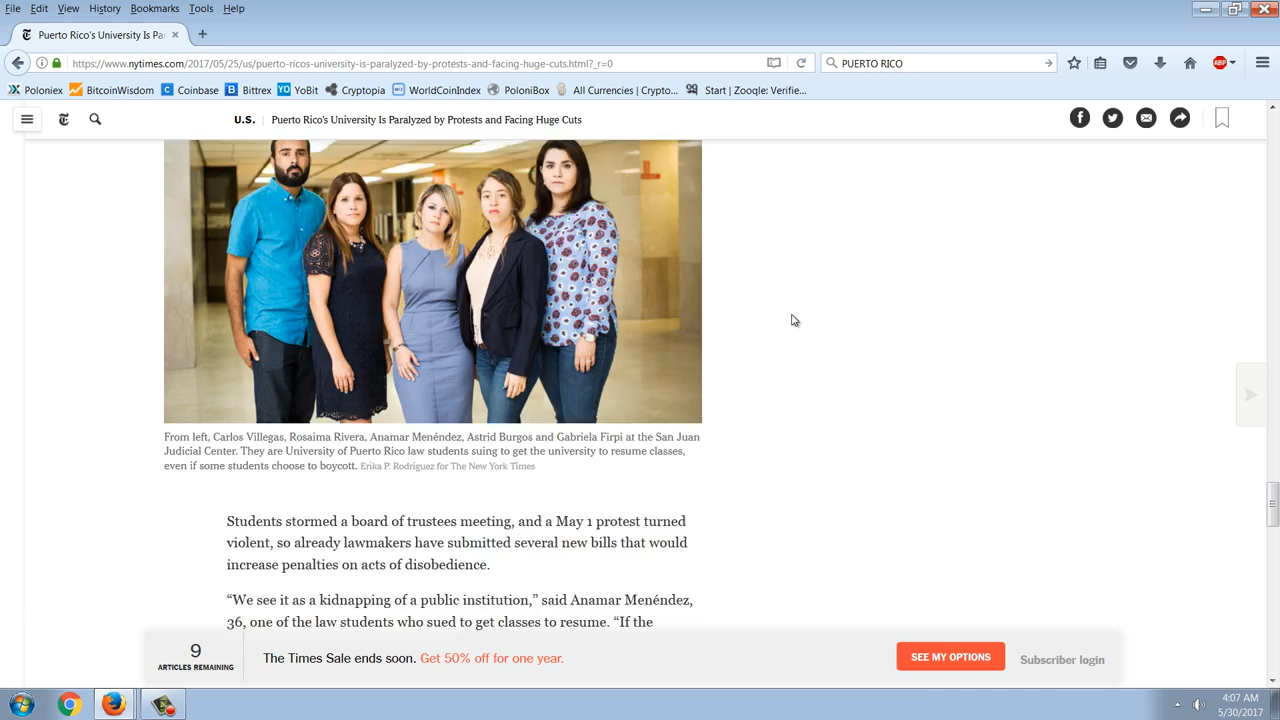 File Edit View History Bookmarks Tools Help
Puerto Rico's University Is Pa
https://www.nytimes.com/2017/05/25/us/puerto-ricos-university-is-paralyzed-by-protests-and-facing-huge-cuts.html?_r=0
PUERTO RICO
ABP
Poloniex BitcoinWisdom Coinbase Bittrex YoBit Cryptopia WorldCoinIndex PoloniBox All Currencies | Crypto... Start | Zooqle: Verifie...
U.S. | Puerto Rico's University Is Paralyzed by Protests and Facing Huge Cuts
From left, Carlos Villegas, Rosaima Rivera, Anamar Menéndez, Astrid Burgos and Gabriela Firpi at the San Juan
Judicial Center. They are University of Puerto Rico law students suing to get the university to resume classes,
even if some students choose to boycott. Erika P. Rodriguez for The New York Times
Students stormed a board of trustees meeting, and a May 1 protest turned
violent, so already lawmakers have submitted several new bills that would
increase penalties on acts of disobedience.
“We see it as a kidnapping of a public institution,” said Anamar Menéndez,
36, one of the law students who sued to get classes to resume. “If the
9
ARTICLES REMAINING
The Times Sale ends soon. Get 50% off for one year.
SEE MY OPTIONS
Subscriber login
4:07 AM
5/30/2017